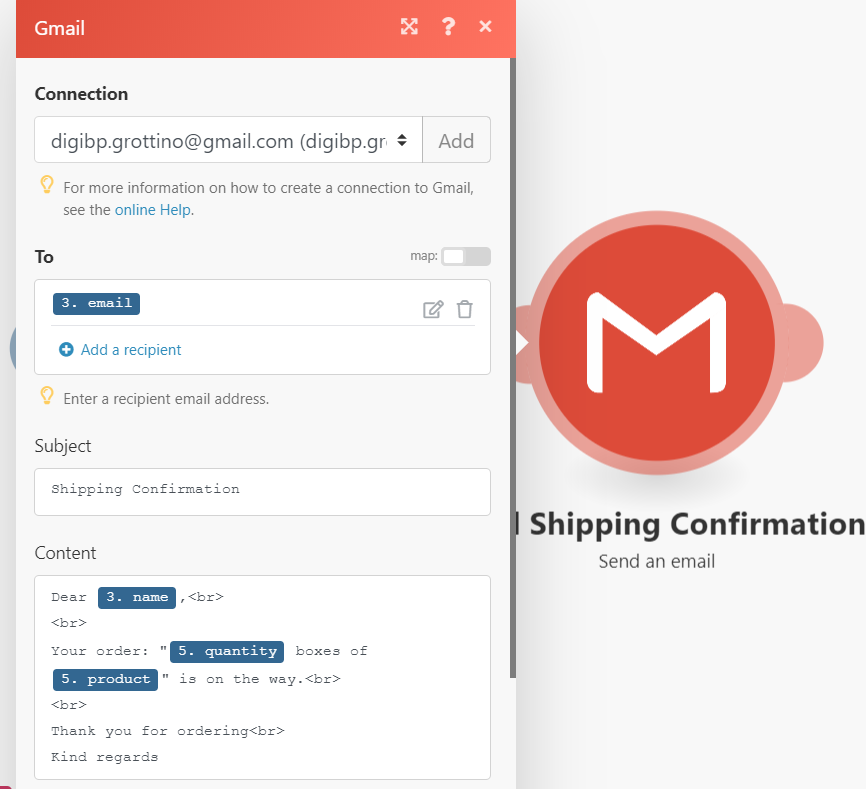 Gmail
?
Connection
digibp.grottino@gmail.com (digibp.gr
Add
For more information on how to create a connection to Gmail,
see the online Help.
To
map:
3. email
Add a recipient
Enter a recipient email address.
Subject
Shipping Confirmation
Content
Dear 3. name ,<br>
<br>
Your order: "5. quantity boxes of
5. product " is on the way.<br>
<br>
Thank you for ordering<br>
Kind regards
Shipping Confirmation
Send an email